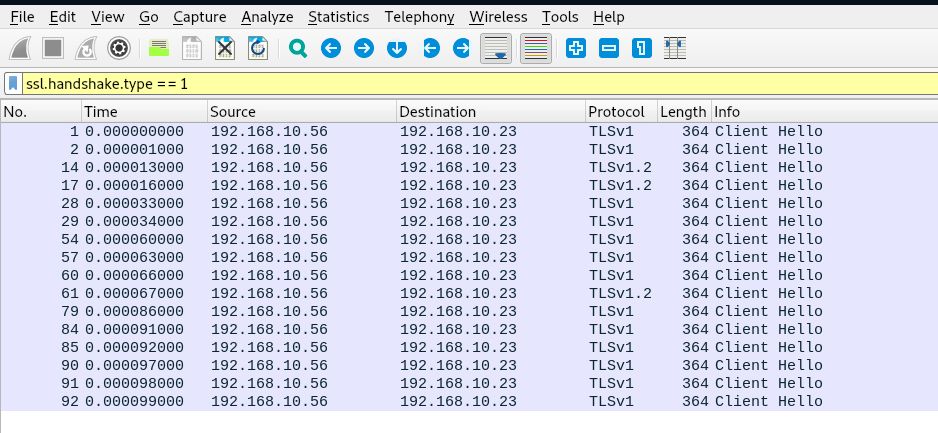 File Edit View Go Capture Analyze Statistics Telephony Wireless Tools Help
ssl.handshake.type == 1
No. Time Source Destination Protocol Length Info
1 0.000000000 192.168.10.56 192.168.10.23 TLSv1 364 Client Hello
2 0.000001000 192.168.10.56 192.168.10.23 TLSv1 364 Client Hello
14 0.000013000 192.168.10.56 192.168.10.23 TLSv1.2 364 Client Hello
17 0.000016000 192.168.10.56 192.168.10.23 TLSv1.2 364 Client Hello
28 0.000033000 192.168.10.56 192.168.10.23 TLSv1 364 Client Hello
29 0.000034000 192.168.10.56 192.168.10.23 TLSv1 364 Client Hello
54 0.000060000 192.168.10.56 192.168.10.23 TLSv1 364 Client Hello
57 0.000063000 192.168.10.56 192.168.10.23 TLSv1 364 Client Hello
60 0.000066000 192.168.10.56 192.168.10.23 TLSv1 364 Client Hello
61 0.000067000 192.168.10.56 192.168.10.23 TLSv1.2 364 Client Hello
79 0.000086000 192.168.10.56 192.168.10.23 TLSv1 364 Client Hello
84 0.000091000 192.168.10.56 192.168.10.23 TLSv1 364 Client Hello
85 0.000092000 192.168.10.56 192.168.10.23 TLSv1 364 Client Hello
90 0.000097000 192.168.10.56 192.168.10.23 TLSv1 364 Client Hello
91 0.000098000 192.168.10.56 192.168.10.23 TLSv1 364 Client Hello
92 0.000099000 192.168.10.56 192.168.10.23 TLSv1 364 Client Hello